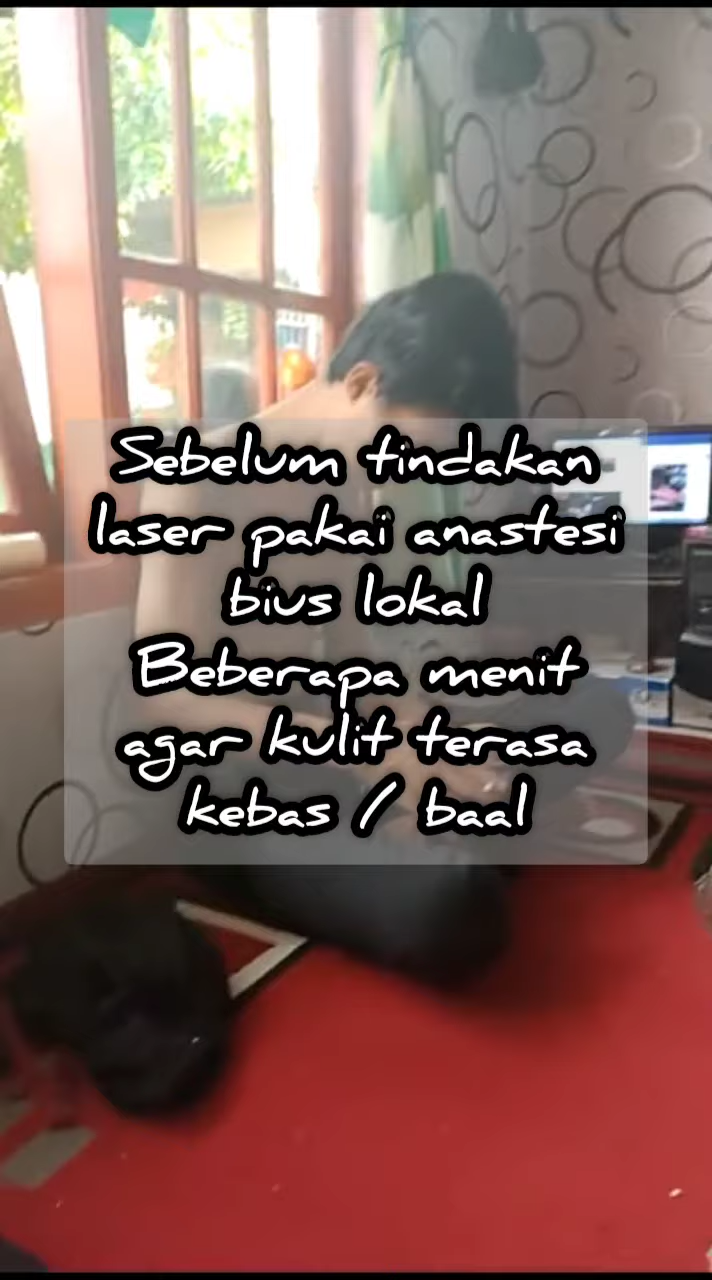 Sebelum tindakan
laser pakai anastesi
bius lokal
Beberapa menit
agar kulit terasa
kebas / baal